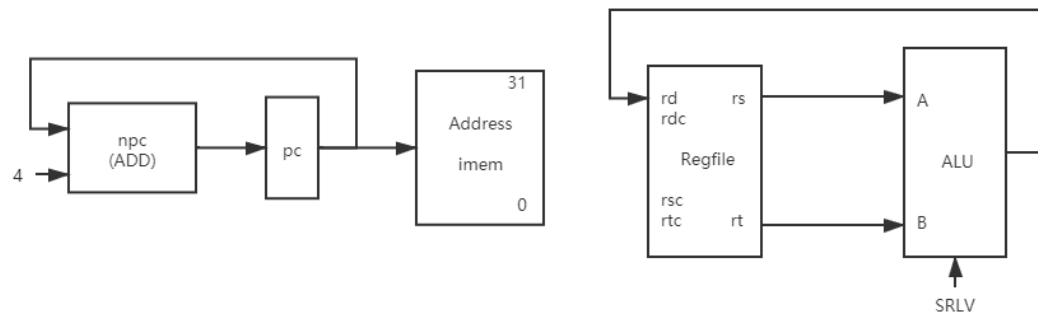 npc
(ADD)
4
pc
31
Address
imem
0
rd
rs
rdc
Regfile
rsc
rtc
rt
A
ALU
B
SRLV